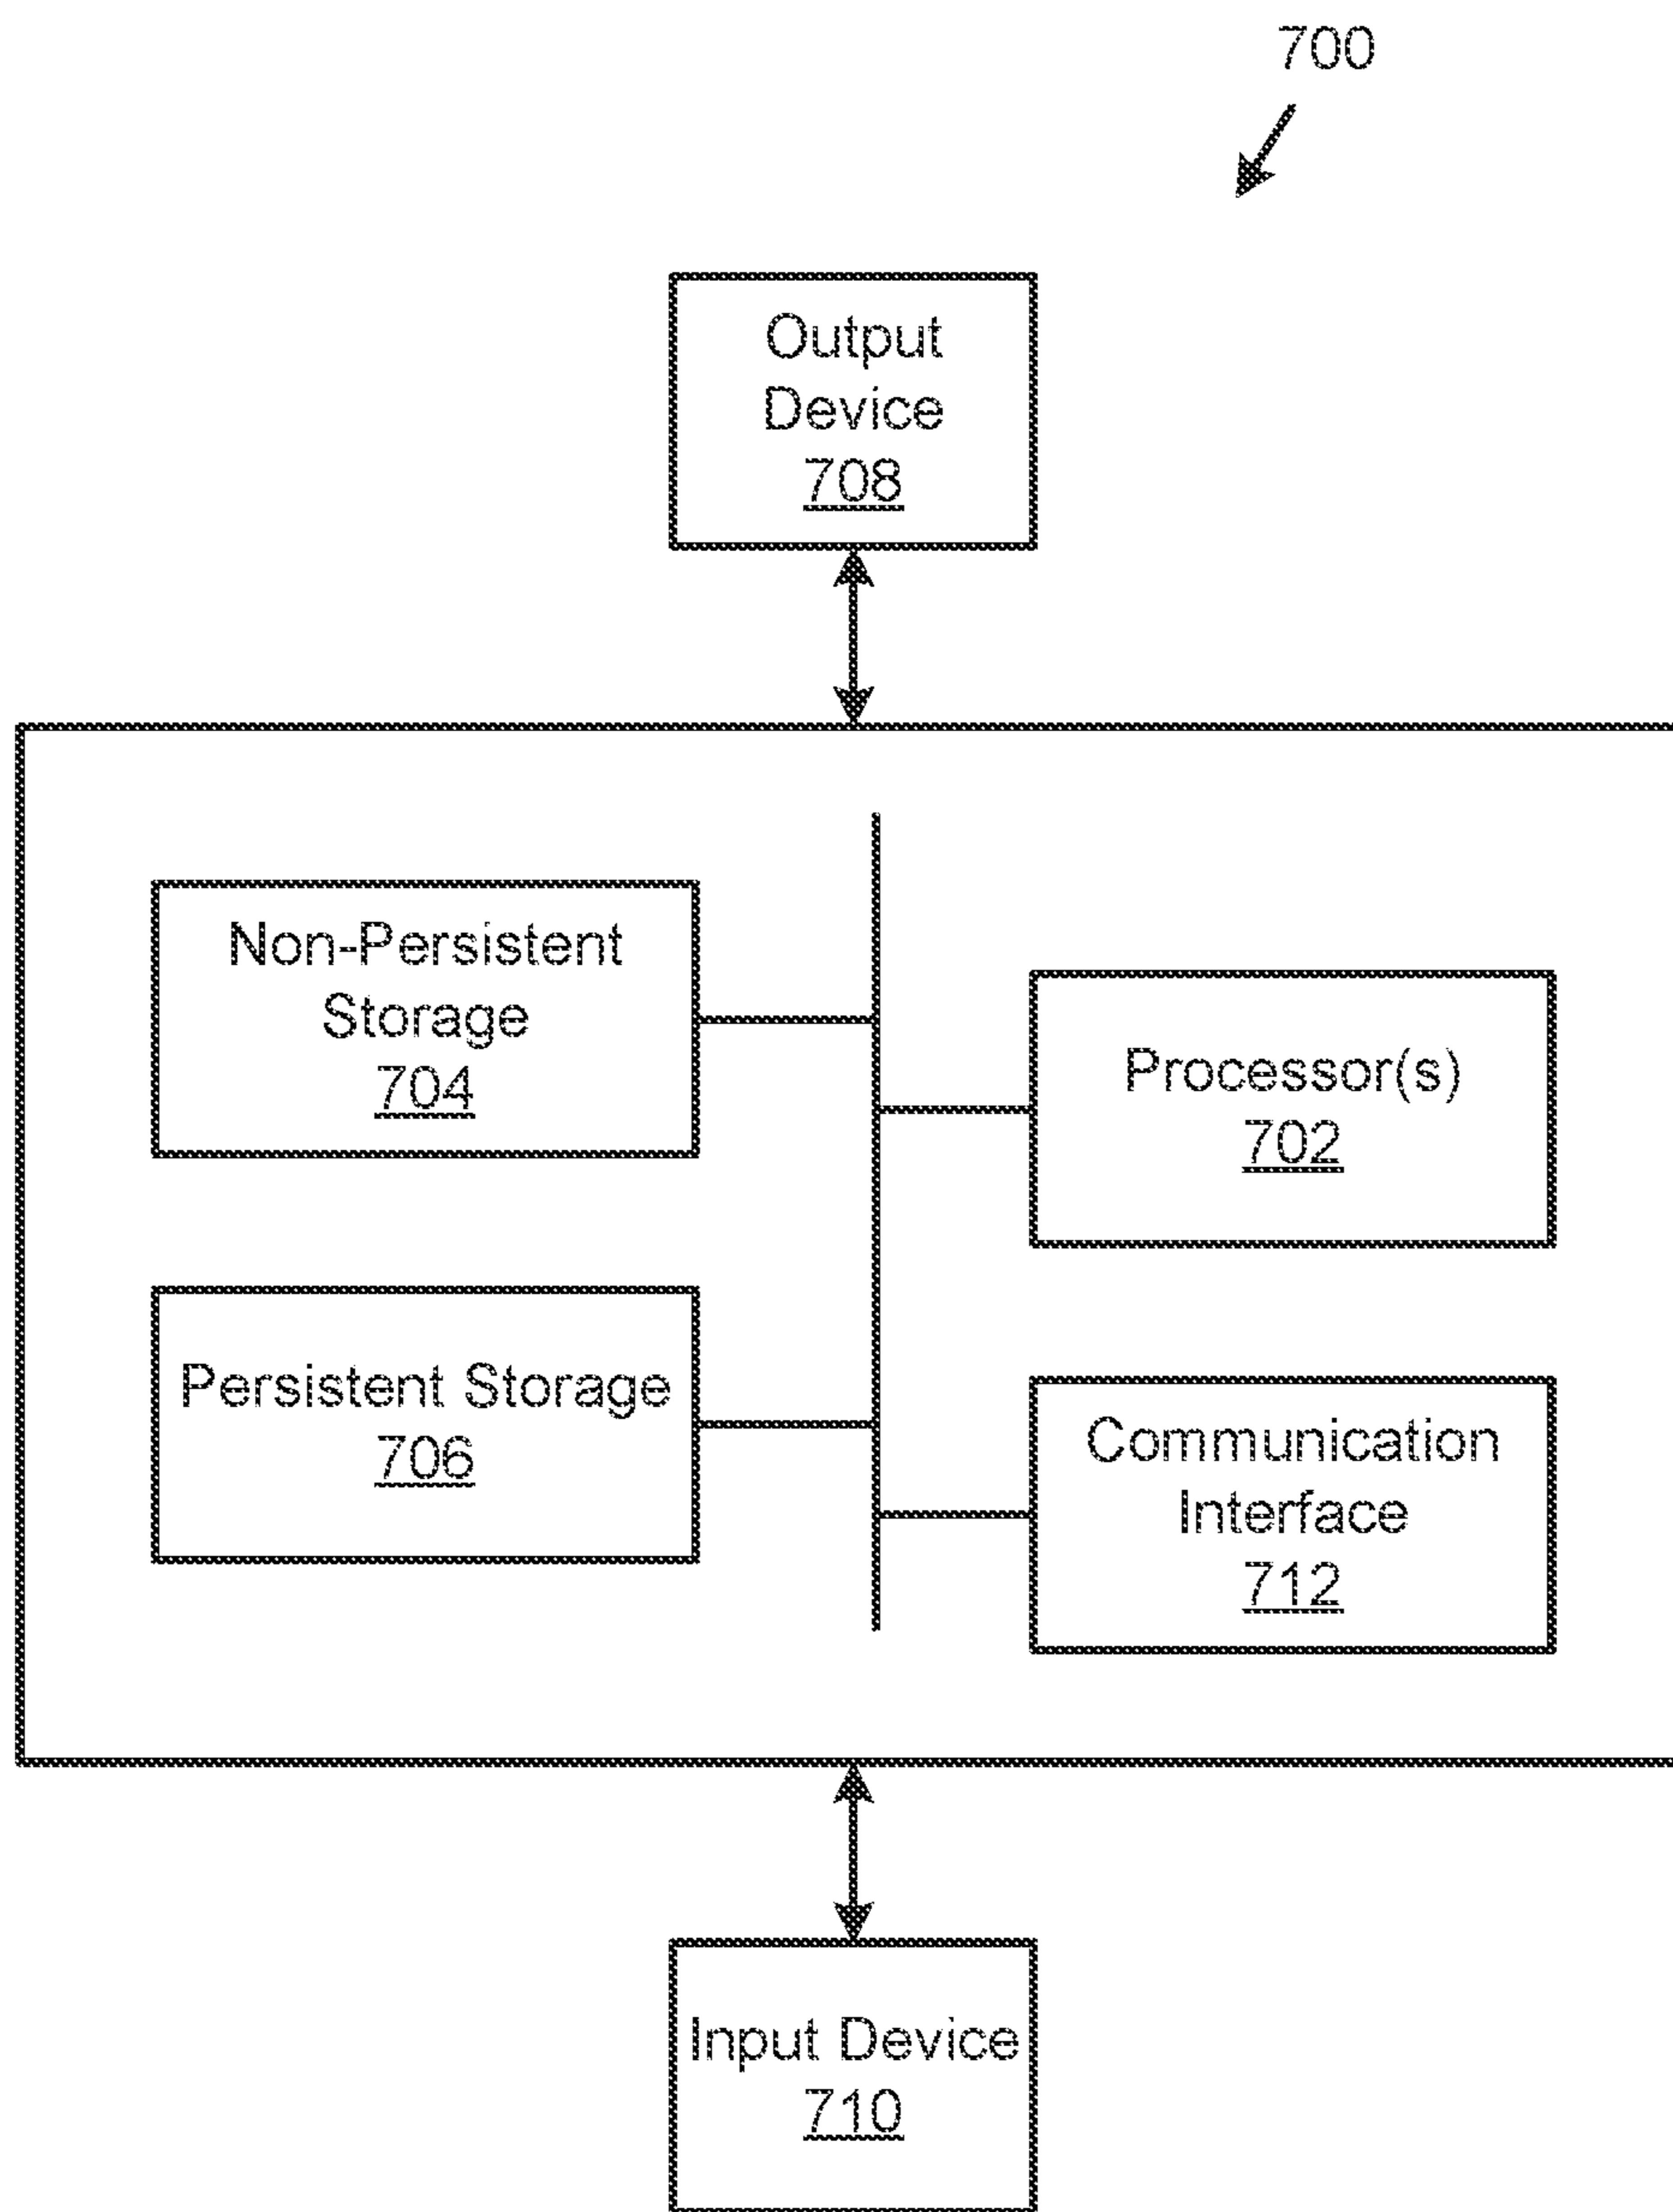 700
Output
Device
708
Non-Persistent
Storage
704
Processor(s)
702
Persistent Storage
706
Communication
Interface
712
Input Device
710